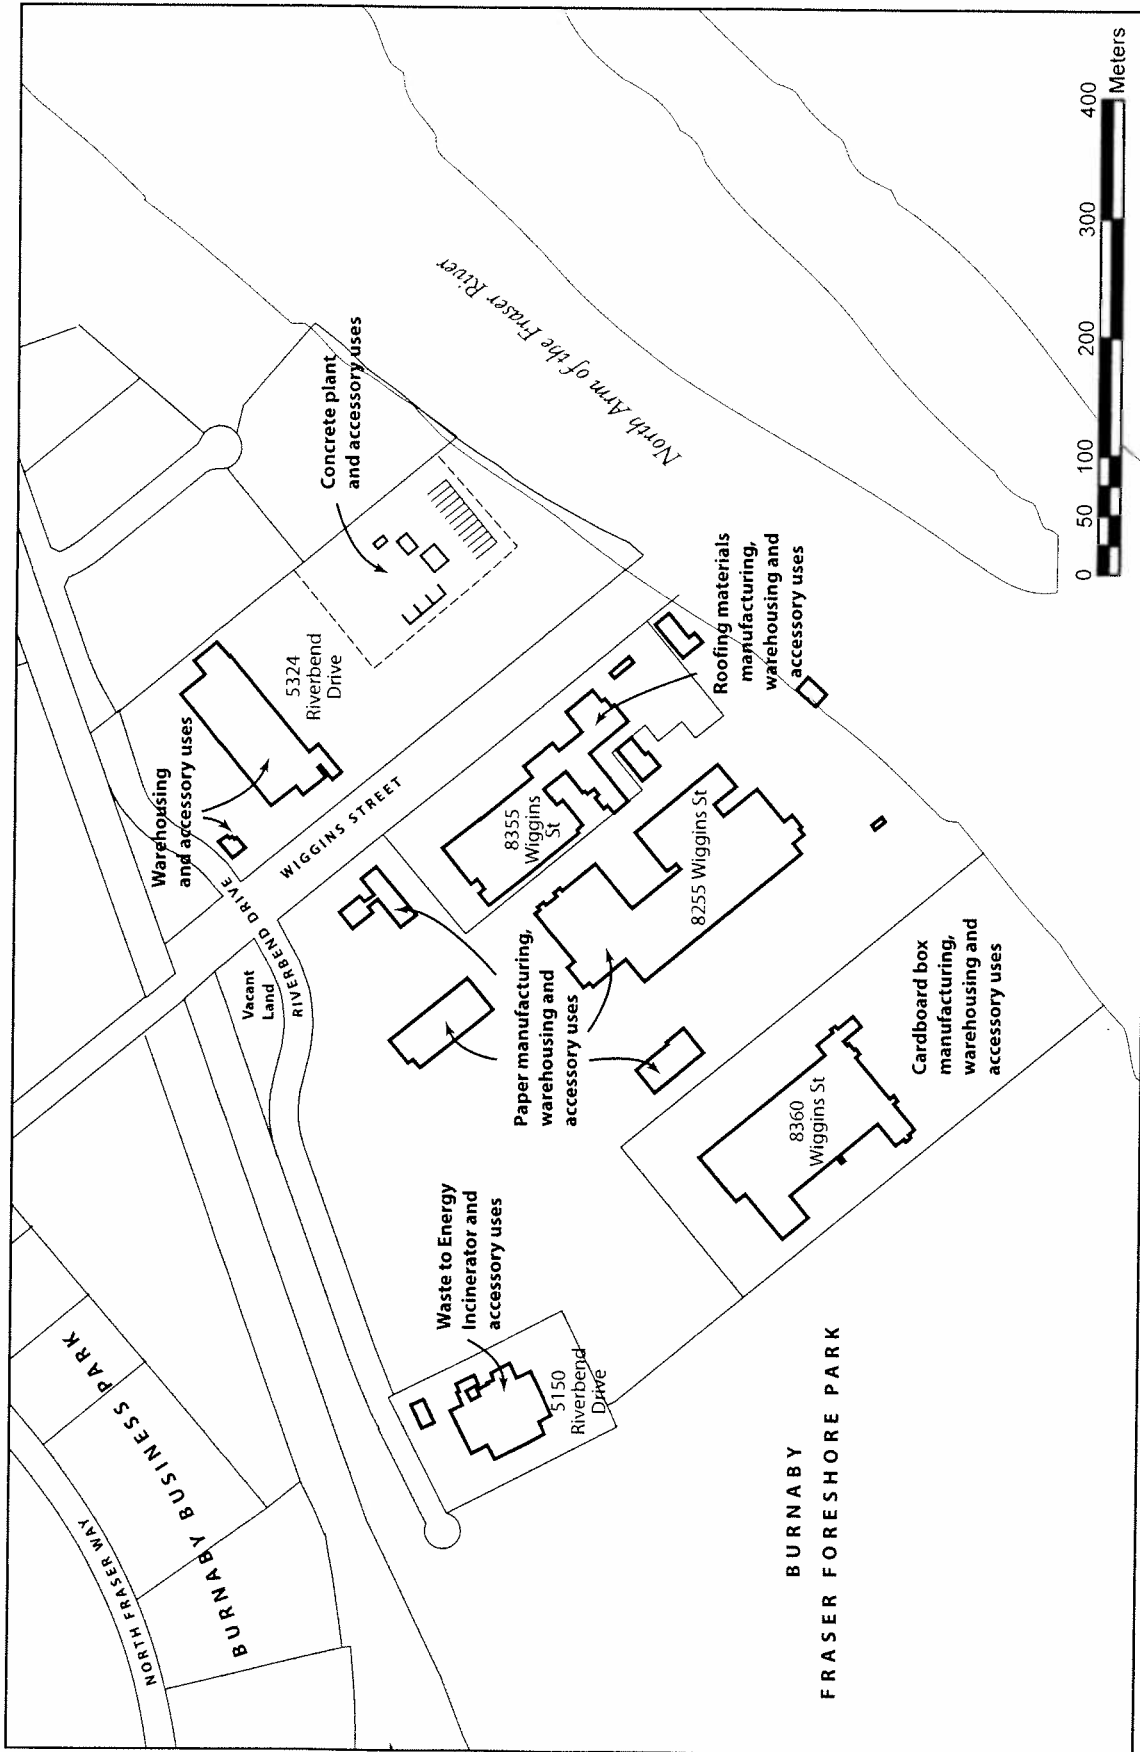 NORTH FRASER WAY
BURNABY BUSINESS PARK
Waste to Energy
Incinerator and
accessory uses
5150
Riverbend
Drive
BURNABY
FRASER FORESHORE PARK
Vacant
Land
RIVERBEND DRIVE
WIGGINS STREET
Warehousing
and accessory uses
5324
Riverbend
Drive
Concrete plant
and accessory uses
Paper manufacturing,
warehousing and
accessory uses
8355
Wiggins
St
8255 Wiggins St
8360
Wiggins St
Cardboard box
manufacturing,
warehousing and
accessory uses
Roofing materials
manufacturing,
warehousing and
accessory uses
North Arm of the Fraser River
0 50 100 200 300 400
Meters